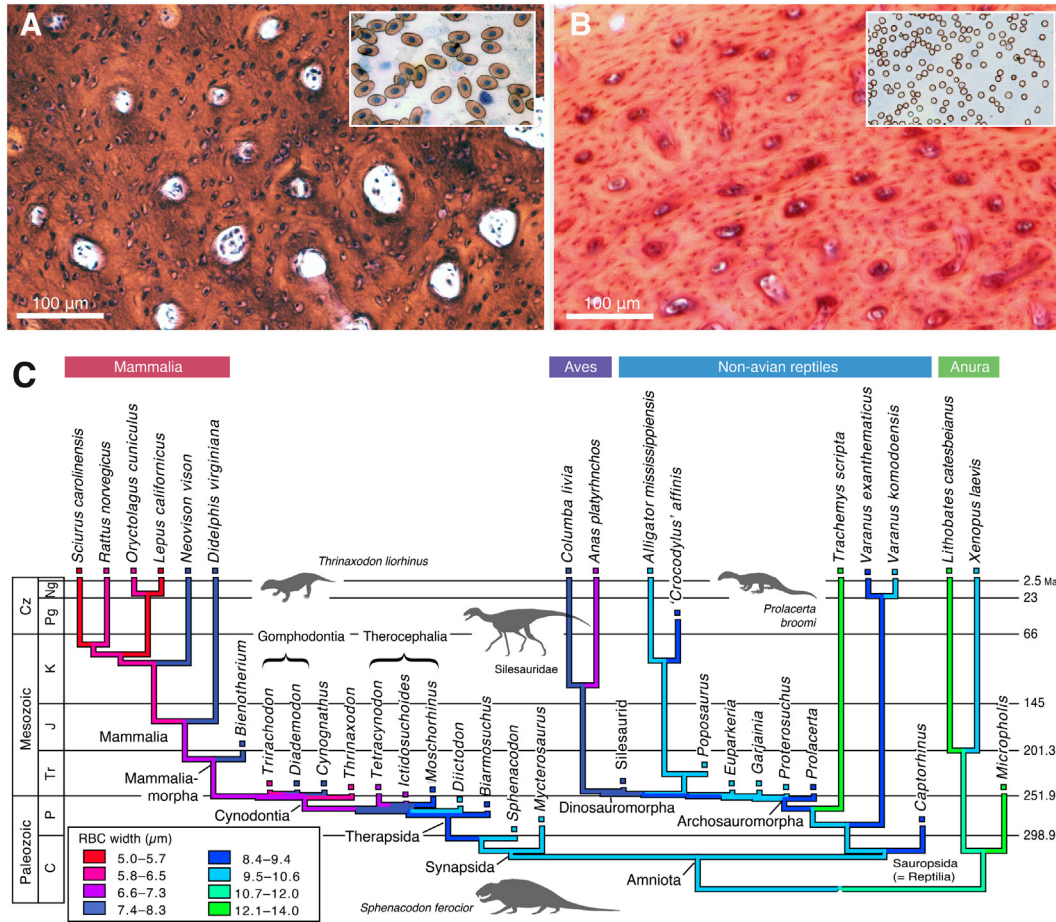 A
B
100 µm
100 µm
C
Mammalia
Aves
Non-avian reptiles
Anura
Sciurus carolinensis
Rattus norvegicus
Oryctolagus cuniculus
Lepus californicus
Neovison vison
Didelphis virginiana
Columba livia
Anas platyrhnchos
Alligator mississippiensis
'Crocodylus' affinis
Trachemys scripta
Varanus exanthematicus
Varanus komodoensis
Lithobates catesbeianus
Xenopus laevis
Thrinaxodon liorhinus
Prolacerta
broomi
Cz
Ng
Pg
2.5 Ma
23
66
Gomphodontia
Therocephalia
Silesauridae
Mesozoic
K
J
Tr
145
201.3
251.9
298.9
Mammalia
Bienotherium
Mammalia-
morpha
Trirachodon
Diademodon
Cynognathus
Thrinaxodon
Tetracynodon
Ictidosuchoides
Moschorhinus
Diictodon
Biarmosuchus
Sphenacodon
Mycterosaurus
Silesaurid
Poposaurus
Euparkeria
Garjainia
Proterosuchus
Prolacerta
Captorhinus
Micropholis
Cynodontia
Dinosauromorpha
Archosauromorpha
Therapsida
Synapsida
Amniota
Sauropsida
(= Reptilia)
Paleozoic
P
C
RBC width (µm)
5.0–5.7
5.8–6.5
6.6–7.3
7.4–8.3
8.4–9.4
9.5–10.6
10.7–12.0
12.1–14.0
Sphenacodon ferocior